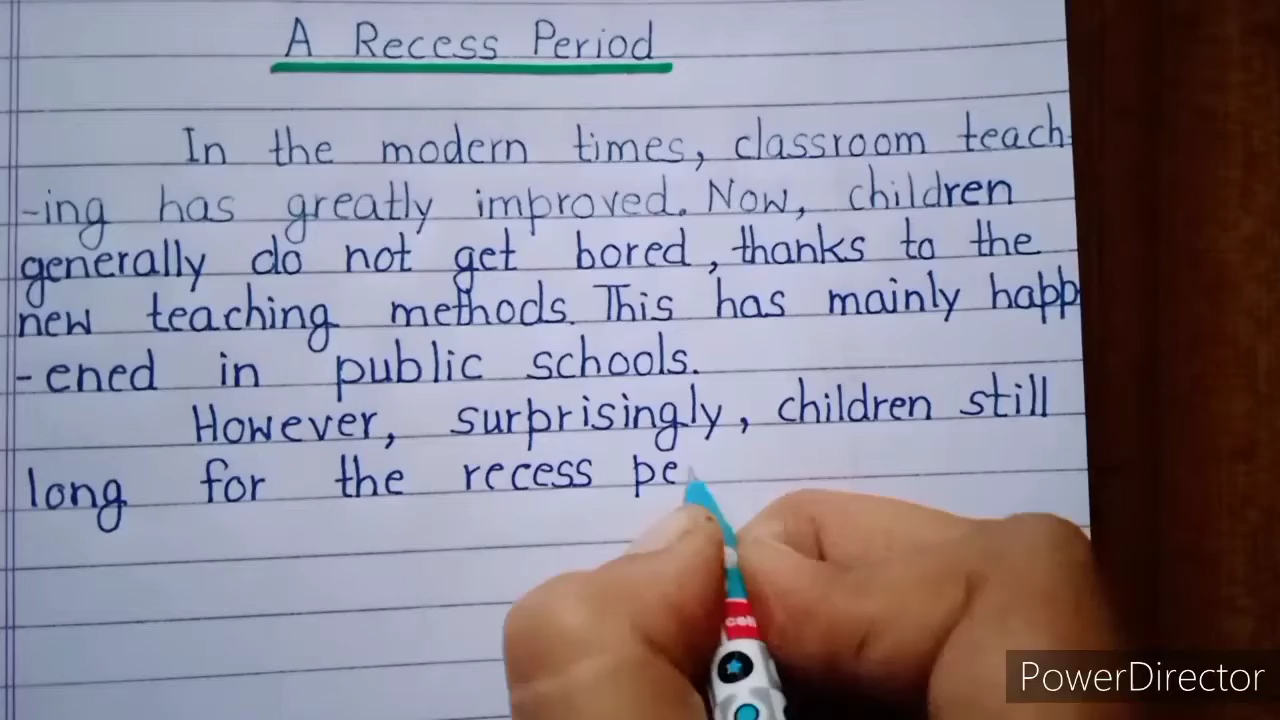 A Recess Period
In the modern times, classroom teach-
-ing has greatly improved. Now, children
generally do not get bored, thanks to the
new teaching methods. This has mainly happ
-ened in public schools.
However, surprisingly, children still
long for the recess pe
cell
PowerDirector